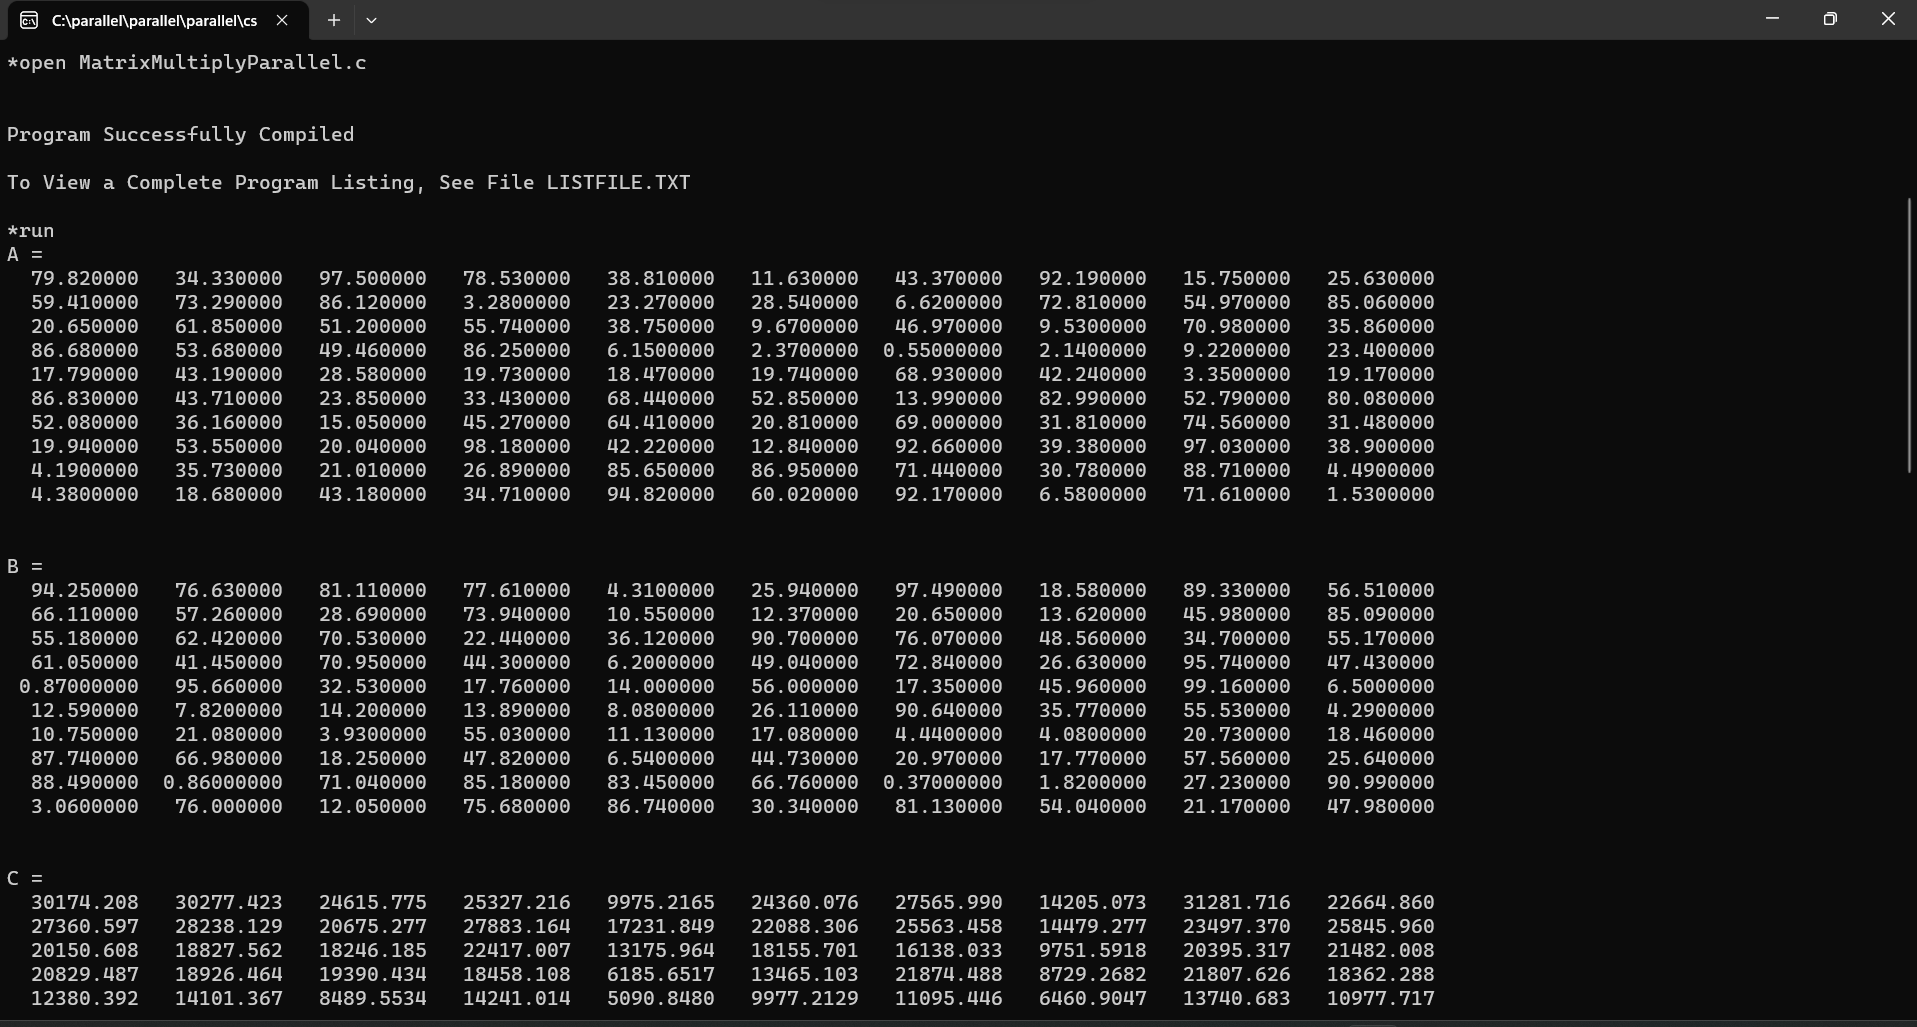 C:\parallel\parallel\parallel\cs
*open MatrixMultiplyParallel.c
Program Successfully Compiled
To View a Complete Program Listing, See File LISTFILE.TXT
*run
A =
79.820000 34.330000 97.500000 78.530000 38.810000 11.630000 43.370000 92.190000 15.750000 25.630000
59.410000 73.290000 86.120000 3.2800000 23.270000 28.540000 6.6200000 72.810000 54.970000 85.060000
20.650000 61.850000 51.200000 55.740000 38.750000 9.6700000 46.970000 9.5300000 70.980000 35.860000
86.680000 53.680000 49.460000 86.250000 6.1500000 2.3700000 0.55000000 2.1400000 9.2200000 23.400000
17.790000 43.190000 28.580000 19.730000 18.470000 19.740000 68.930000 42.240000 3.3500000 19.170000
86.830000 43.710000 23.850000 33.430000 68.440000 52.850000 13.990000 82.990000 52.790000 80.080000
52.080000 36.160000 15.050000 45.270000 64.410000 20.810000 69.000000 31.810000 74.560000 31.480000
19.940000 53.550000 20.040000 98.180000 42.220000 12.840000 92.660000 39.380000 97.030000 38.900000
4.1900000 35.730000 21.010000 26.890000 85.650000 86.950000 71.440000 30.780000 88.710000 4.4900000
4.3800000 18.680000 43.180000 34.710000 94.820000 60.020000 92.170000 6.5800000 71.610000 1.5300000
B =
94.250000 76.630000 81.110000 77.610000 4.3100000 25.940000 97.490000 18.580000 89.330000 56.510000
66.110000 57.260000 28.690000 73.940000 10.550000 12.370000 20.650000 13.620000 45.980000 85.090000
55.180000 62.420000 70.530000 22.440000 36.120000 90.700000 76.070000 48.560000 34.700000 55.170000
61.050000 41.450000 70.950000 44.300000 6.2000000 49.040000 72.840000 26.630000 95.740000 47.430000
0.87000000 95.660000 32.530000 17.760000 14.000000 56.000000 17.350000 45.960000 99.160000 6.5000000
12.590000 7.8200000 14.200000 13.890000 8.0800000 26.110000 90.640000 35.770000 55.530000 4.2900000
10.750000 21.080000 3.9300000 55.030000 11.130000 17.080000 4.4400000 4.0800000 20.730000 18.460000
87.740000 66.980000 18.250000 47.820000 6.5400000 44.730000 20.970000 17.770000 57.560000 25.640000
88.490000 0.86000000 71.040000 85.180000 83.450000 66.760000 0.37000000 1.8200000 27.230000 90.990000
3.0600000 76.000000 12.050000 75.680000 86.740000 30.340000 81.130000 54.040000 21.170000 47.980000
C =
30174.208 30277.423 24615.775 25327.216 9975.2165 24360.076 27565.990 14205.073 31281.716 22664.860
27360.597 28238.129 20675.277 27883.164 17231.849 22088.306 25563.458 14479.277 23497.370 25845.960
20150.608 18827.562 18246.185 22417.007 13175.964 18155.701 16138.033 9751.5918 20395.317 21482.008
20829.487 18926.464 19390.434 18458.108 6185.6517 13465.103 21874.488 8729.2682 21807.626 18362.288
12380.392 14101.367 8489.5534 14241.014 5090.8480 9977.2129 11095.446 6460.9047 13740.683 10977.717